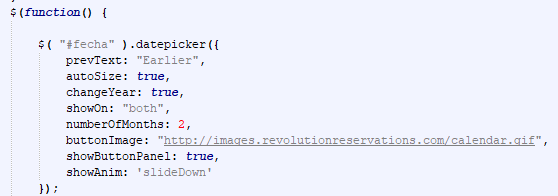 $(function() {
$( "#fecha" ).datepicker({
prevText: "Earlier",
autoSize: true,
changeYear: true,
showOn: "both",
numberOfMonths: 2,
buttonImage: "http://images.revolutionreservations.com/calendar.gif",
showButtonPanel: true,
showAnim: 'slideDown'
});